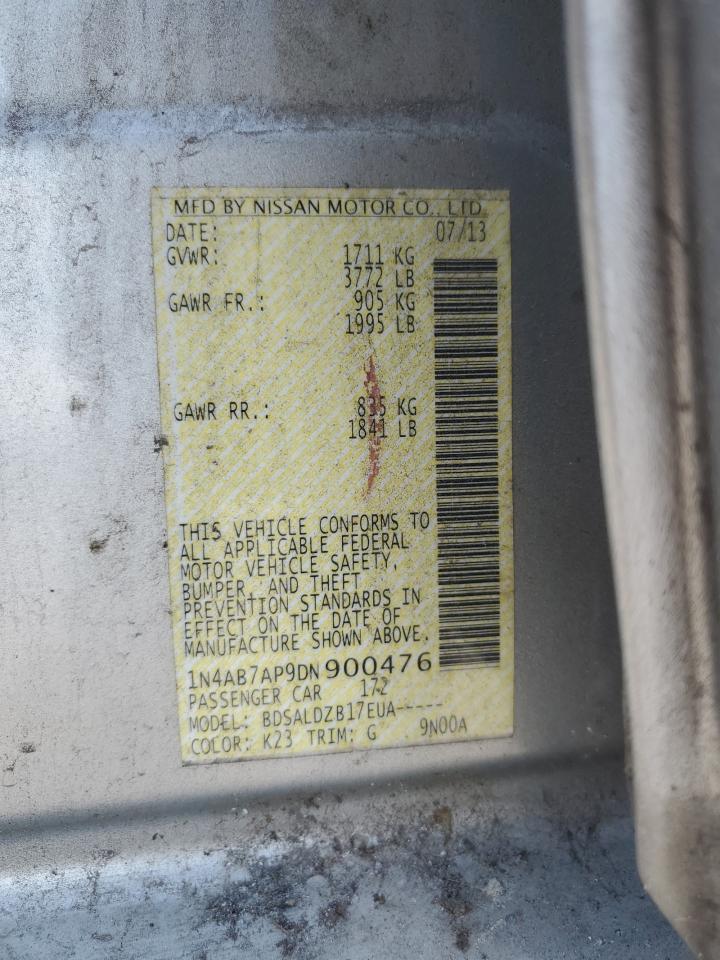 MFD BY NISSAN MOTOR CO., LTD.
DATE: 07/13
GVWR: 1711 KG
3772 LB
GAWR FR.: 905 KG
1995 LB
GAWR RR.: 835 KG
1841 LB
THIS VEHICLE CONFORMS TO
ALL APPLICABLE FEDERAL
MOTOR VEHICLE SAFETY,
BUMPER, AND THEFT
PREVENTION STANDARDS IN
EFFECT ON THE DATE OF
MANUFACTURE SHOWN ABOVE.
1N4AB7AP9DN900476
PASSENGER CAR 172
MODEL: BDSALDZB17EUA-----
COLOR: K23 TRIM: G 9N00A